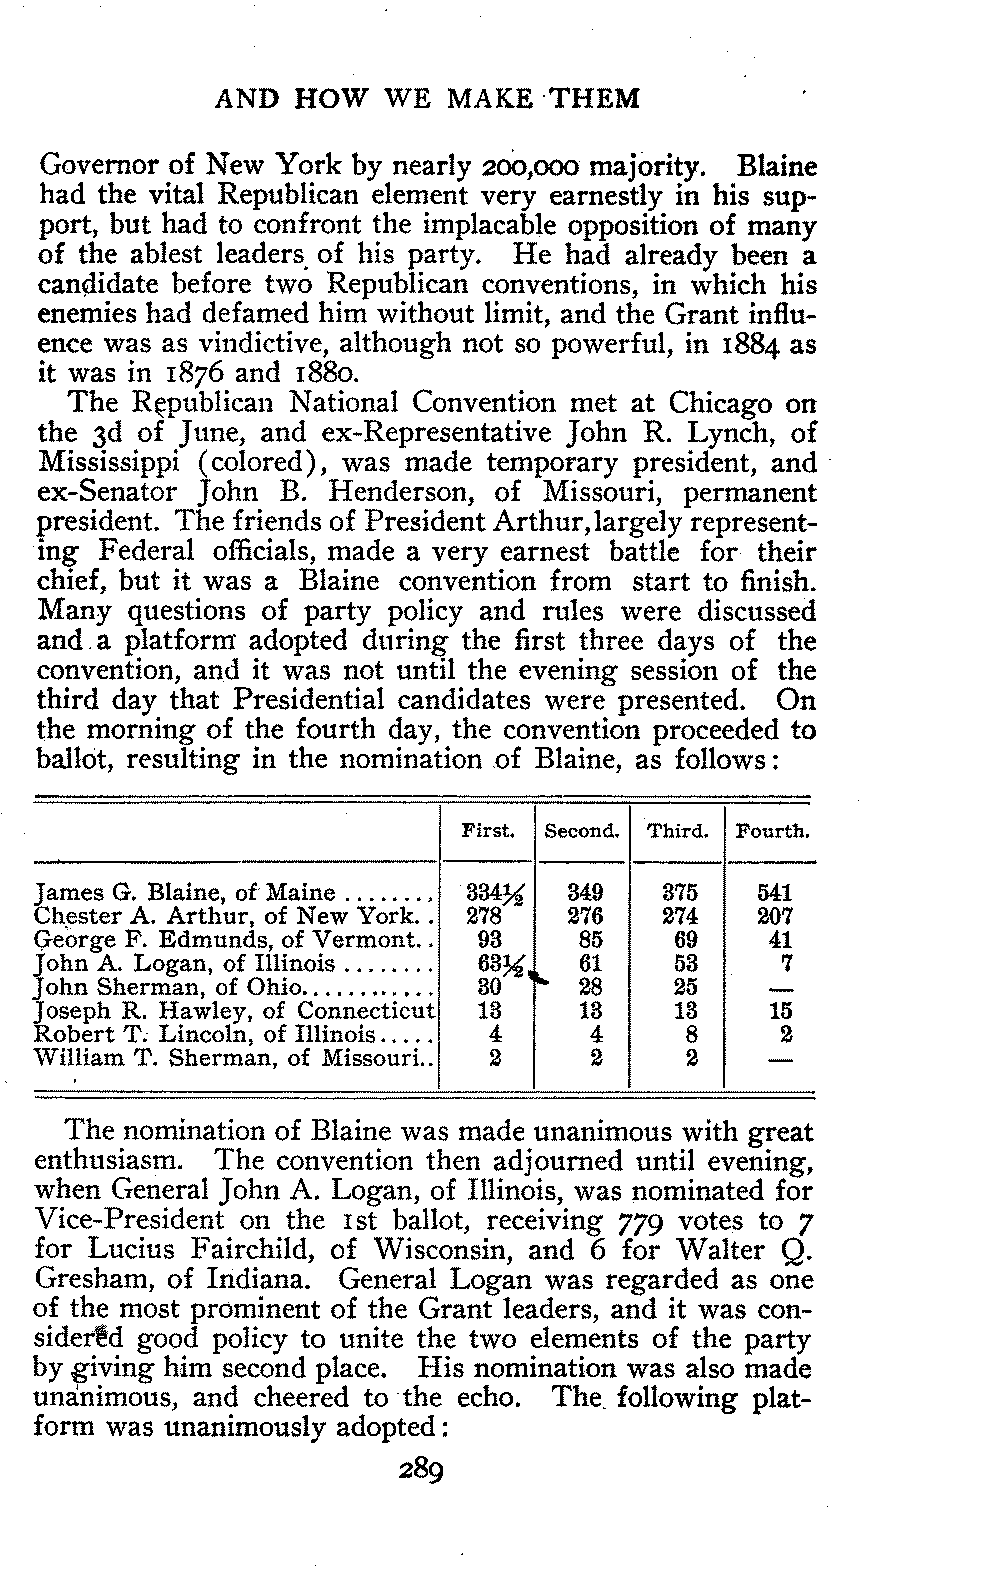 AND HOW WE MAKE THEM
Governor of New York by nearly 200,000 majority. Blaine
had the vital Republican element very earnestly in his sup-
port, but had to confront the implacable opposition of many
of the ablest leaders of his party. He had already been a
candidate before two Republican conventions, in which his
enemies had defamed him without limit, and the Grant influ-
ence was as vindictive, although not so powerful, in 1884 as
it was in 1876 and 1880.
The Republican National Convention met at Chicago on
the 3d of June, and ex-Representative John R. Lynch, of
Mississippi (colored), was made temporary president, and
ex-Senator John B. Henderson, of Missouri, permanent
president. The friends of President Arthur, largely represent-
ing Federal officials, made a very earnest battle for their
chief, but it was a Blaine convention from start to finish.
Many questions of party policy and rules were discussed
and a platform adopted during the first three days of the
convention, and it was not until the evening session of the
third day that Presidential candidates were presented. On
the morning of the fourth day, the convention proceeded to
ballot, resulting in the nomination of Blaine, as follows:
First. Second. Third. Fourth.
James G. Blaine, of Maine ........ 334½ 349 375 541
Chester A. Arthur, of New York.. 278 276 274 207
George F. Edmunds, of Vermont.. 93 85 69 41
John A. Logan, of Illinois ........ 63½ 61 53 7
John Sherman, of Ohio............ 30 28 25 —
Joseph R. Hawley, of Connecticut 13 13 13 15
Robert T. Lincoln, of Illinois..... 4 4 8 2
William T. Sherman, of Missouri.. 2 2 2 —
The nomination of Blaine was made unanimous with great
enthusiasm. The convention then adjourned until evening,
when General John A. Logan, of Illinois, was nominated for
Vice-President on the 1st ballot, receiving 779 votes to 7
for Lucius Fairchild, of Wisconsin, and 6 for Walter Q.
Gresham, of Indiana. General Logan was regarded as one
of the most prominent of the Grant leaders, and it was con-
sidered good policy to unite the two elements of the party
by giving him second place. His nomination was also made
unanimous, and cheered to the echo. The following plat-
form was unanimously adopted:
289